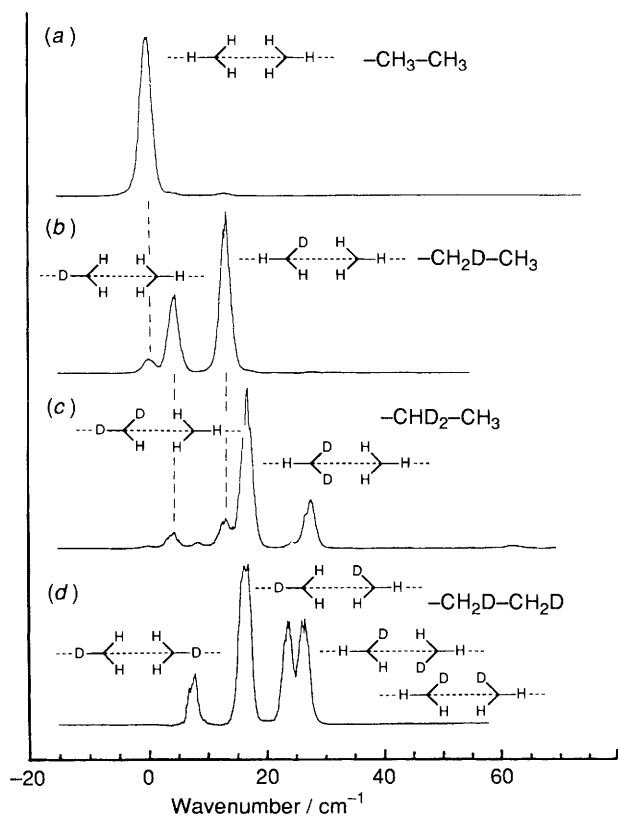 (a)
H H
--- H H ---
H H
–CH₃–CH₃
(b)
D H
--- H H ---
H H
–CH₂D–CH₃
H H
--- D H ---
H H
(c)
–CHD₂–CH₃
D H
--- D H ---
H H
D H
--- H H ---
D H
(d)
H D
--- D H ---
H H
–CH₂D–CH₂D
H H
--- D D ---
H H
D H
--- H H ---
H D
D D
--- H H ---
H H
−20 0 20 40 60
Wavenumber / cm⁻¹